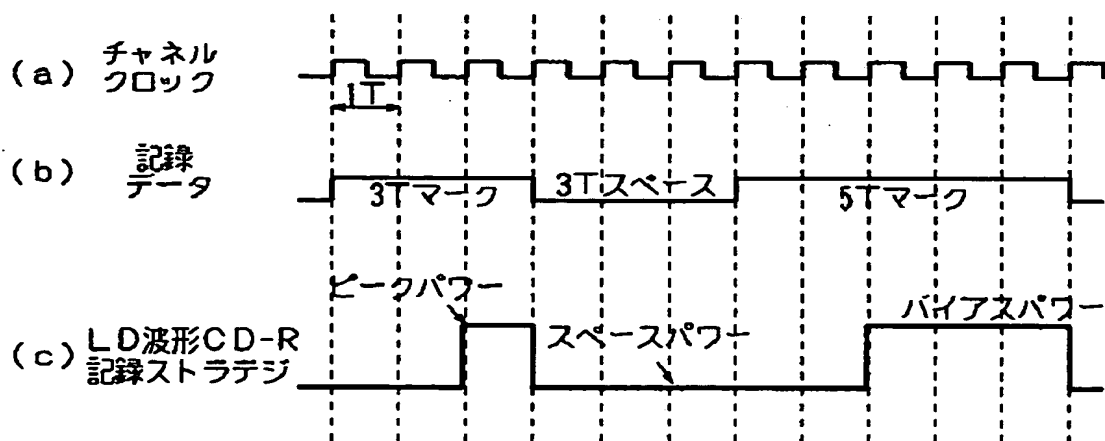 (a) チャネル
クロック
1T
(b) 記録
データ
3Tマーク
3Tスペース
5Tマーク
ピークパワー
バイアスパワー
スペースパワー
(c) LD波形CD-R
記録ストラテジ